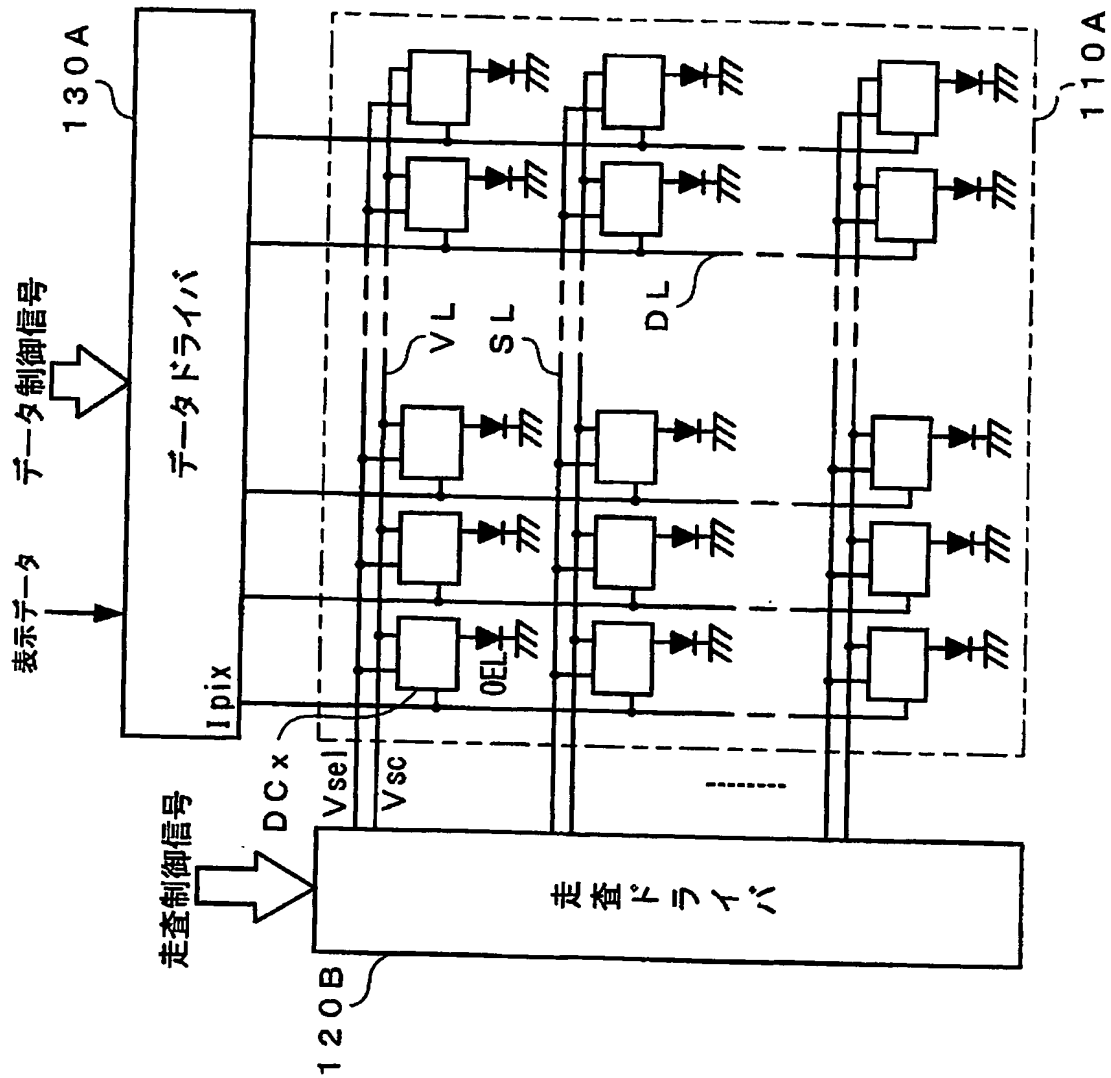 130A
データ制御信号
表示データ
データドライバ
Ipix
VL
SL
DL
OEL
DCx
Vsel
Vsc
走査制御信号
走査ドライバ
120B
110A